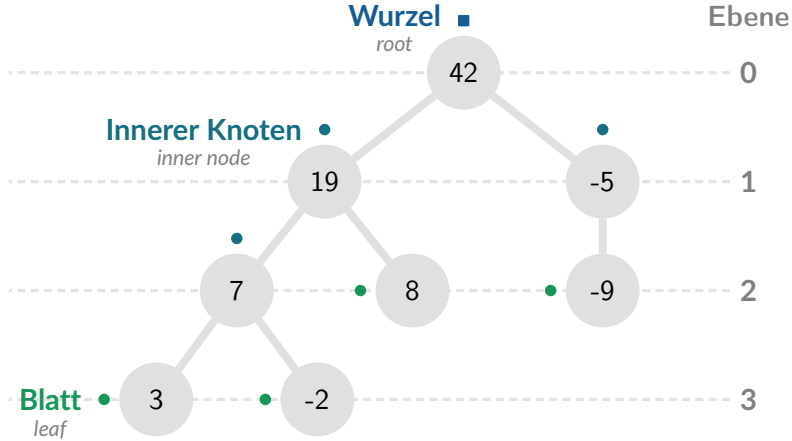 Wurzel
root
Ebene
42
0
Innerer Knoten
inner node
19
-5
1
7
8
-9
2
Blatt
leaf
3
-2
3